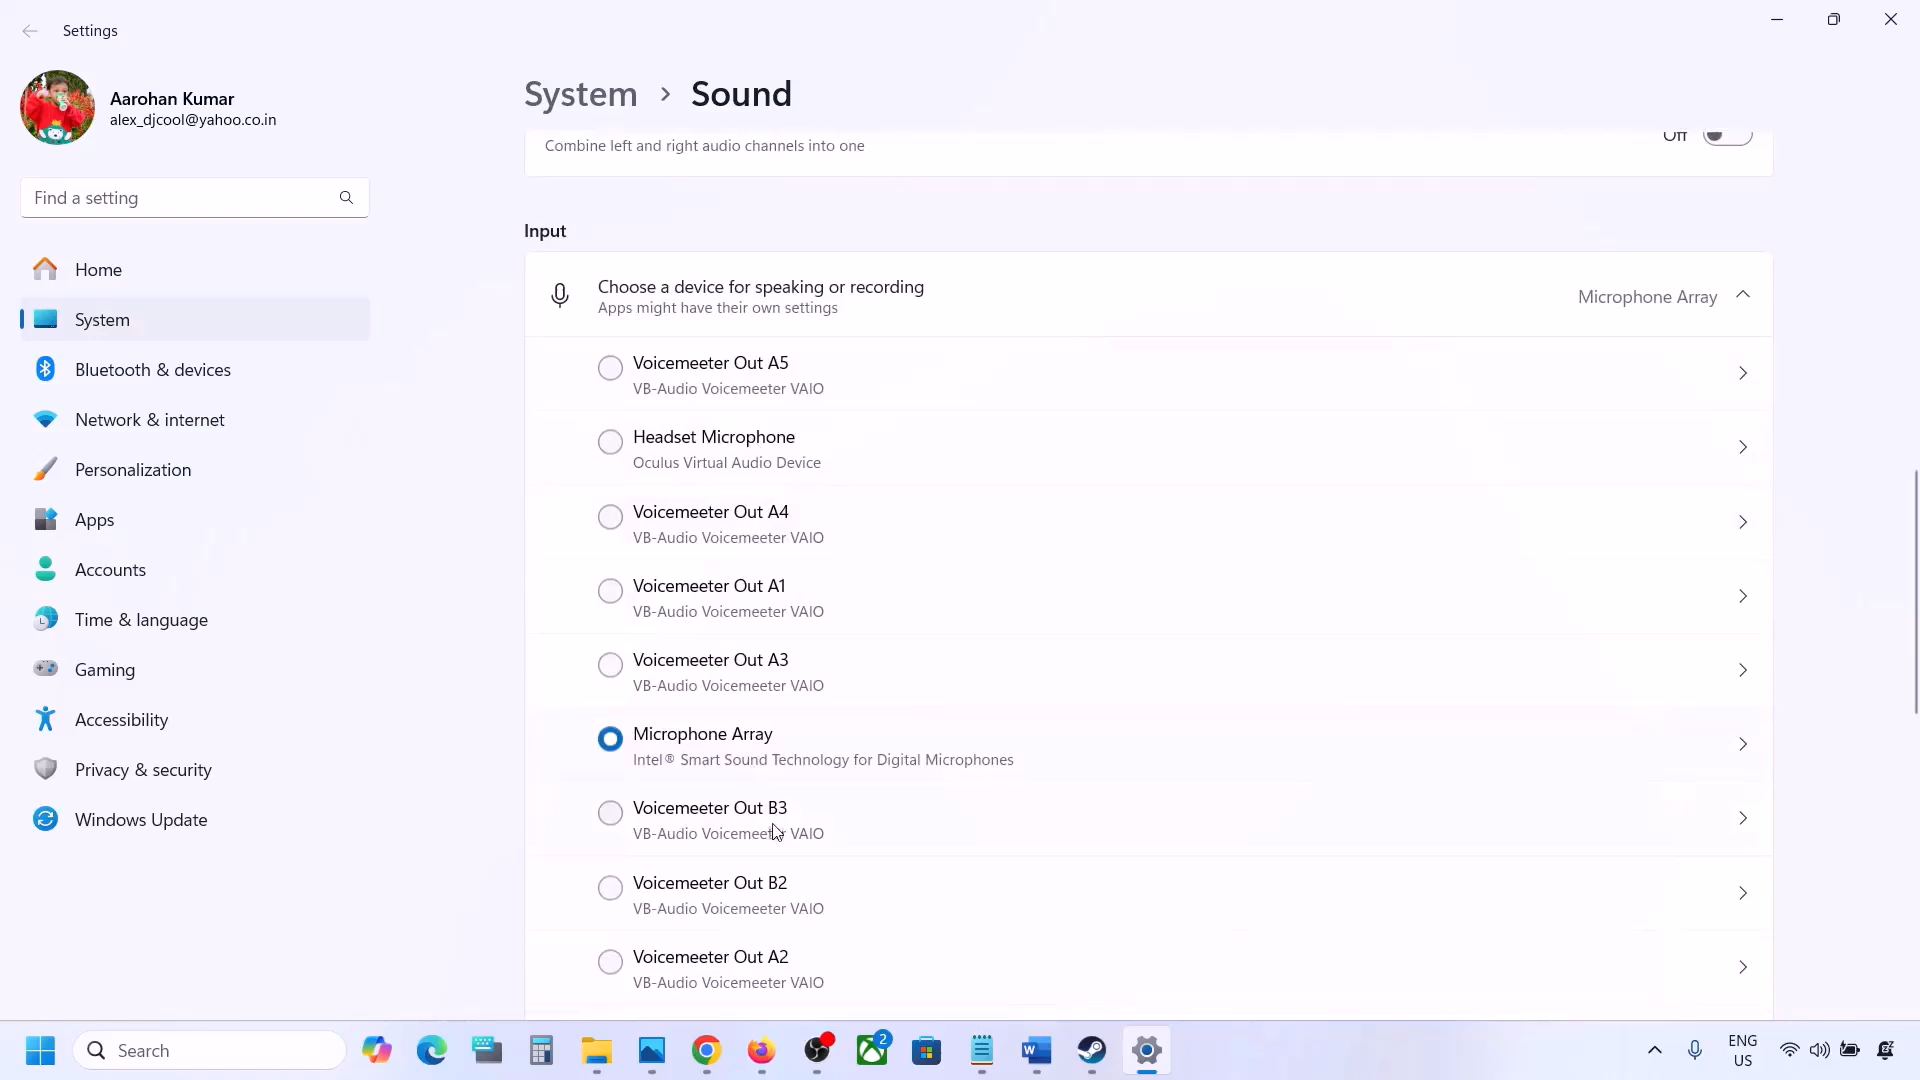 Settings
Aarohan Kumar
alex_djcool@yahoo.co.in
Find a setting
Home
System
Bluetooth & devices
Network & internet
Personalization
Apps
Accounts
Time & language
Gaming
Accessibility
Privacy & security
Windows Update
System > Sound
Combine left and right audio channels into one
Off
Input
Choose a device for speaking or recording
Apps might have their own settings
Microphone Array
Voicemeeter Out A5
VB-Audio Voicemeeter VAIO
Headset Microphone
Oculus Virtual Audio Device
Voicemeeter Out A4
VB-Audio Voicemeeter VAIO
Voicemeeter Out A1
VB-Audio Voicemeeter VAIO
Voicemeeter Out A3
VB-Audio Voicemeeter VAIO
Microphone Array
Intel® Smart Sound Technology for Digital Microphones
Voicemeeter Out B3
VB-Audio Voicemeeter VAIO
Voicemeeter Out B2
VB-Audio Voicemeeter VAIO
Voicemeeter Out A2
VB-Audio Voicemeeter VAIO
Search
2
ENG
US